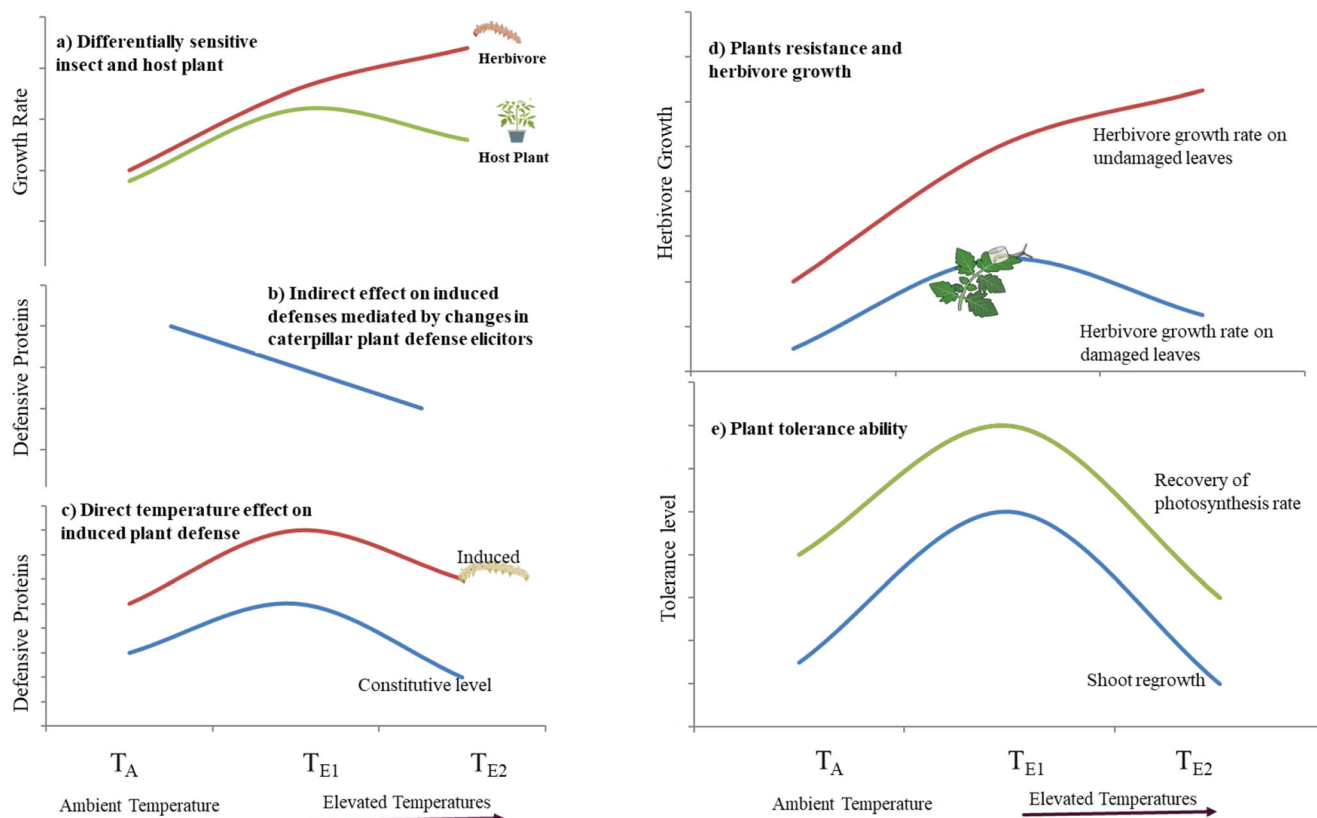 a) Differentially sensitive
insect and host plant
Herbivore
Host Plant
Growth Rate
b) Indirect effect on induced
defenses mediated by changes in
caterpillar plant defense elicitors
Defensive Proteins
c) Direct temperature effect on
induced plant defense
Induced
Constitutive level
Defensive Proteins
T_A
T_E1
T_E2
Ambient Temperature
Elevated Temperatures
d) Plants resistance and
herbivore growth
Herbivore growth rate on
undamaged leaves
Herbivore growth rate on
damaged leaves
Herbivore Growth
e) Plant tolerance ability
Recovery of
photosynthesis rate
Shoot regrowth
Tolerance level
T_A
T_E1
T_E2
Ambient Temperature
Elevated Temperatures